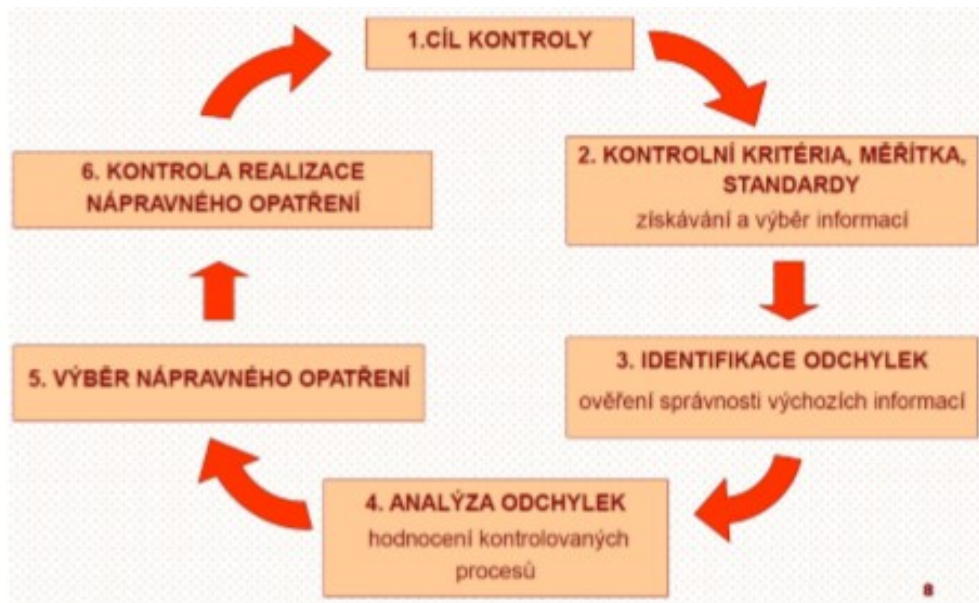 1.CÍL KONTROLY
2. KONTROLNÍ KRITÉRIA, MĚŘÍTKA,
STANDARDY
získávání a výběr informací
3. IDENTIFIKACE ODCHYLEK
ověření správnosti výchozích informací
4. ANALÝZA ODCHYLEK
hodnocení kontrolovaných
procesů
5. VÝBĚR NÁPRAVNÉHO OPATŘENÍ
6. KONTROLA REALIZACE
NÁPRAVNÉHO OPATŘENÍ
8